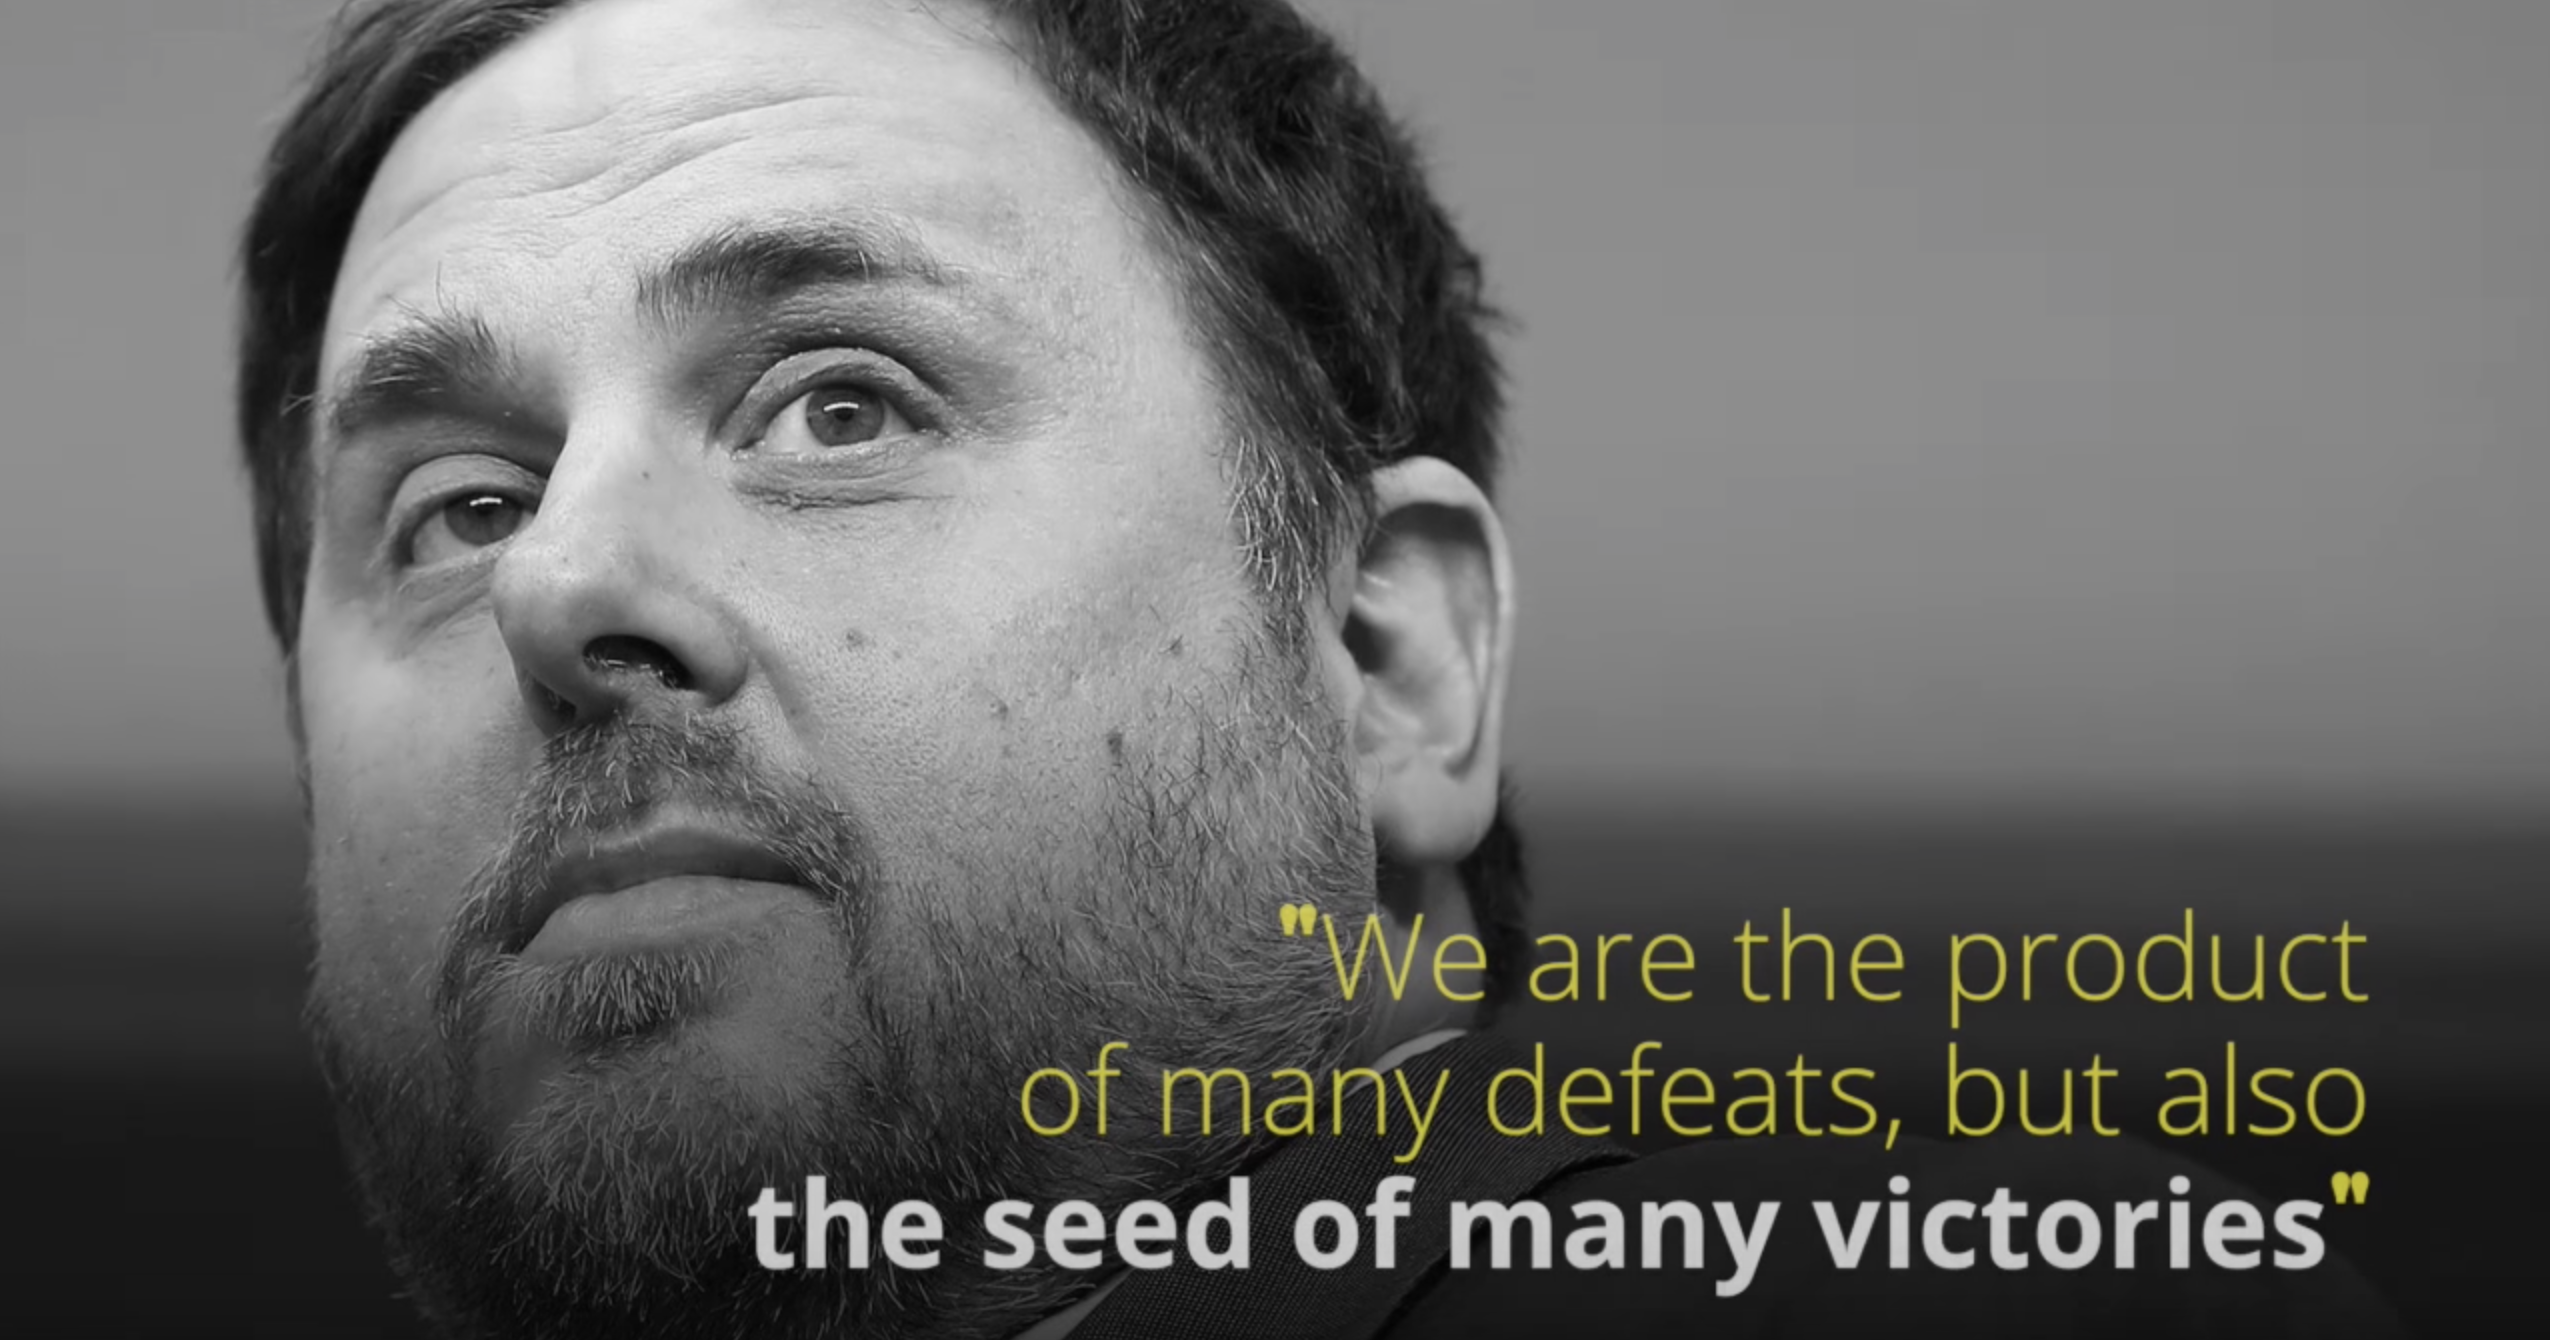 "We are the product
of many defeats, but also
the seed of many victories"